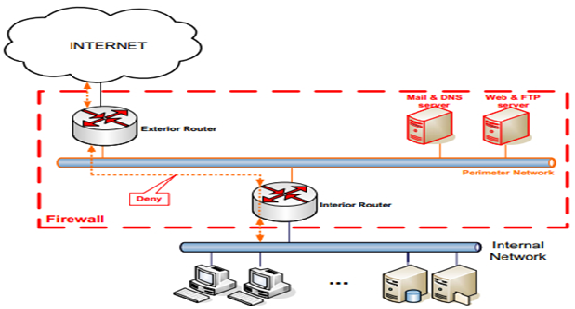 INTERNET
Mail & DNS
server
Web & FTP
server
Exterior Router
Perimeter Network
Deny
Interior Router
Firewall
Internal
Network
...